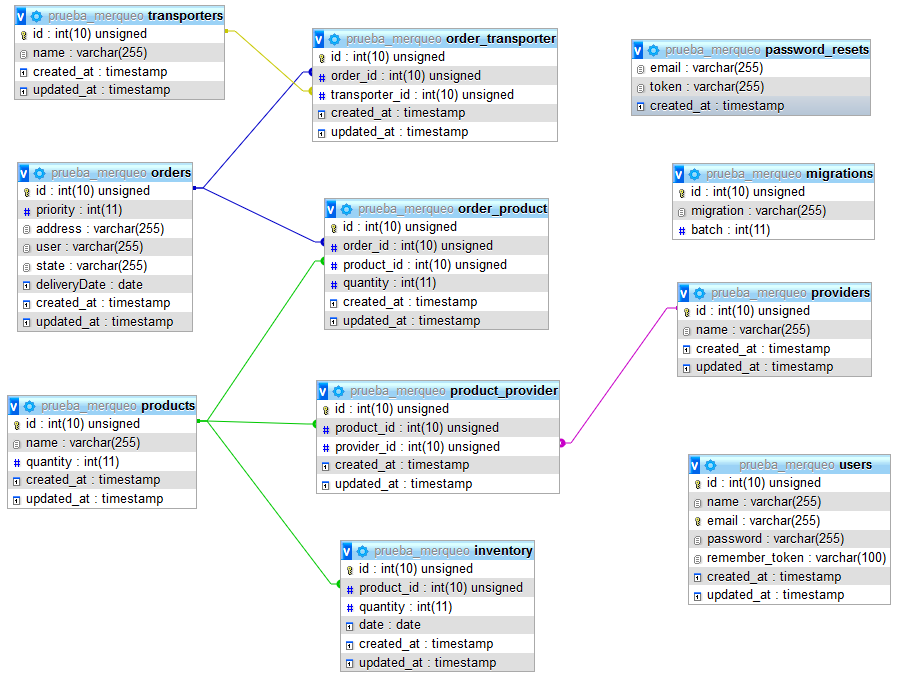 prueba_merqueo transporters
id : int(10) unsigned
name : varchar(255)
created_at : timestamp
updated_at : timestamp
prueba_merqueo order_transporter
id : int(10) unsigned
order_id : int(10) unsigned
transporter_id : int(10) unsigned
created_at : timestamp
updated_at : timestamp
prueba_merqueo password_resets
email : varchar(255)
token : varchar(255)
created_at : timestamp
prueba_merqueo orders
id : int(10) unsigned
priority : int(11)
address : varchar(255)
user : varchar(255)
state : varchar(255)
deliveryDate : date
created_at : timestamp
updated_at : timestamp
prueba_merqueo order_product
id : int(10) unsigned
order_id : int(10) unsigned
product_id : int(10) unsigned
quantity : int(11)
created_at : timestamp
updated_at : timestamp
prueba_merqueo migrations
id : int(10) unsigned
migration : varchar(255)
batch : int(11)
prueba_merqueo providers
id : int(10) unsigned
name : varchar(255)
created_at : timestamp
updated_at : timestamp
prueba_merqueo products
id : int(10) unsigned
name : varchar(255)
quantity : int(11)
created_at : timestamp
updated_at : timestamp
prueba_merqueo product_provider
id : int(10) unsigned
product_id : int(10) unsigned
provider_id : int(10) unsigned
created_at : timestamp
updated_at : timestamp
prueba_merqueo users
id : int(10) unsigned
name : varchar(255)
email : varchar(255)
password : varchar(255)
remember_token : varchar(100)
created_at : timestamp
updated_at : timestamp
prueba_merqueo inventory
id : int(10) unsigned
product_id : int(10) unsigned
quantity : int(11)
date : date
created_at : timestamp
updated_at : timestamp